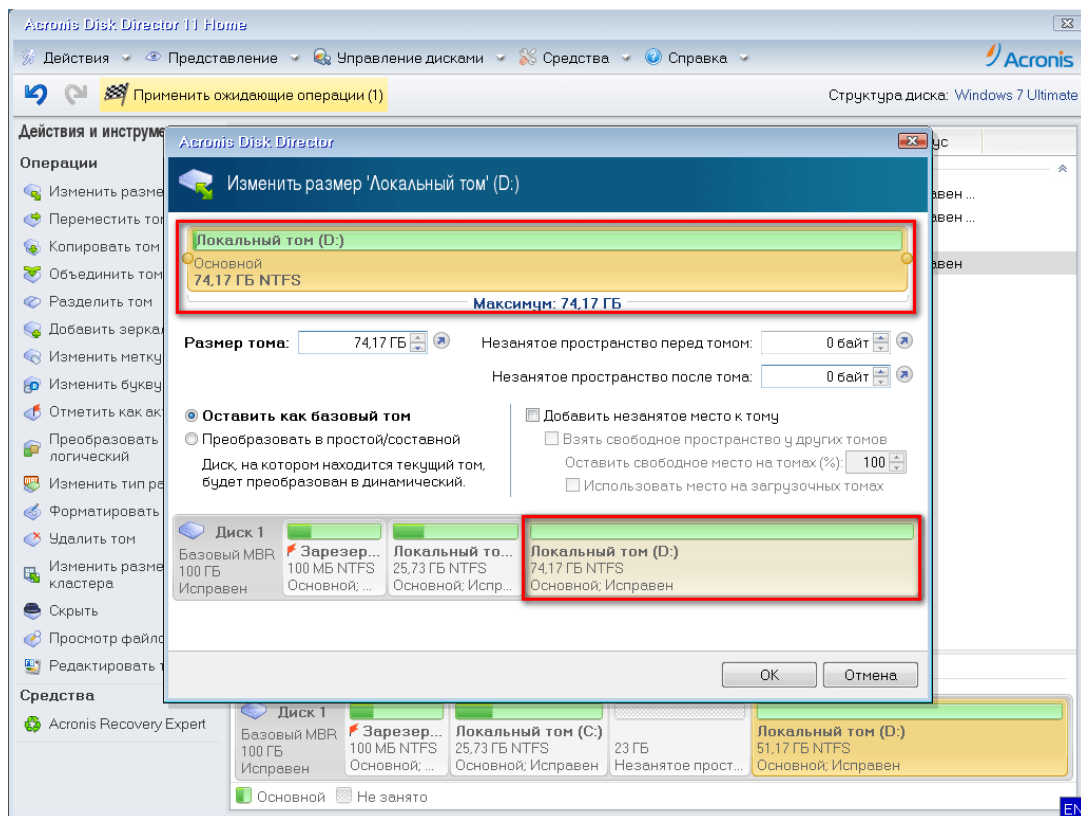 Acronis Disk Director 11 Home
Действия Представление Управление дисками Средства Справка Acronis
Применить ожидающие операции (1) Структура диска: Windows 7 Ultimate
Действия и инструме
Операции
Изменить разме
Переместить то
Копировать том
Объединить том
Разделить том
Добавить зерка
Изменить метку
Изменить букву
Отметить как ак
Преобразовать
логический
Изменить тип ра
Форматировать
Удалить том
Изменить разме
кластера
Скрыть
Просмотр файло
Редактировать
Средства
Acronis Recovery Expert
ус
авен ...
авен ...
авен
Acronis Disk Director
Изменить размер 'Локальный том' (D:)
Локальный том (D:)
Основной
74,17 ГБ NTFS
Максимум: 74,17 ГБ
Размер тома: 74,17 ГБ Незанятое пространство перед томом: 0 байт
Незанятое пространство после тома: 0 байт
Оставить как базовый том
Преобразовать в простой/составной
Диск, на котором находится текущий том,
будет преобразован в динамический.
Добавить незанятое место к тому
Взять свободное пространство у других томов
Оставить свободное место на томах (%): 100
Использовать место на загрузочных томах
Диск 1
Базовый MBR
100 ГБ
Исправен
Зарезер...
100 МБ NTFS
Основной; ...
Локальный то...
25,73 ГБ NTFS
Основной; Испр...
Локальный том (D:)
74,17 ГБ NTFS
Основной; Исправен
OK Отмена
Диск 1
Базовый MBR
100 ГБ
Исправен
Зарезер...
100 МБ NTFS
Основной; ...
Локальный том (C:)
25,73 ГБ NTFS
Основной; Исправен
23 ГБ
Незанятое прост...
Локальный том (D:)
51,17 ГБ NTFS
Основной; Исправен
Основной Не занято
EN